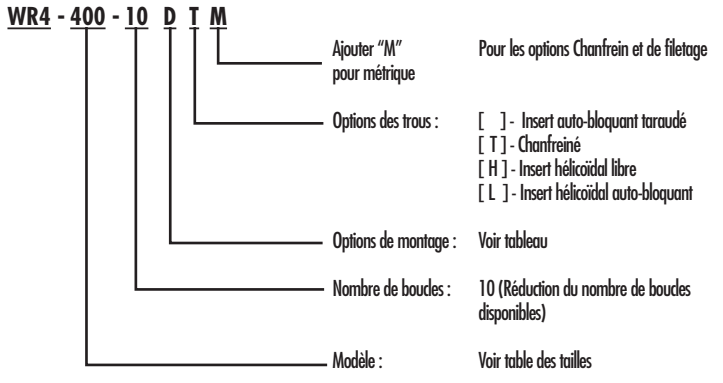 WR4 - 400 - 10 D T M
Ajouter “M” Pour les options Chanfrein et de filetage
pour métrique
Options des trous : [ ] - Insert auto-bloquant taraudé
[ T ] - Chanfreiné
[ H ] - Insert hélicoïdal libre
[ L ] - Insert hélicoïdal auto-bloquant
Options de montage : Voir tableau
Nombre de boucles : 10 (Réduction du nombre de boucles
disponibles)
Modèle : Voir table des tailles